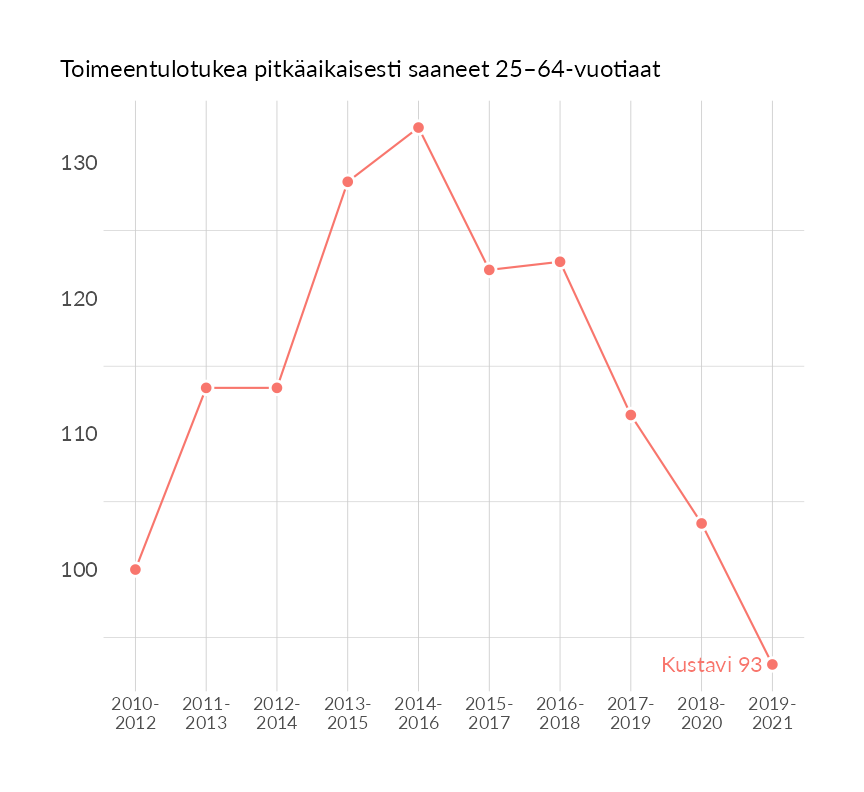 Toimeentulotukea pitkäaikaisesti saaneet 25–64-vuotiaat
130
120
110
100
Kustavi 93
2010- 2011- 2012- 2013- 2014- 2015- 2016- 2017- 2018- 2019-
2012 2013 2014 2015 2016 2017 2018 2019 2020 2021